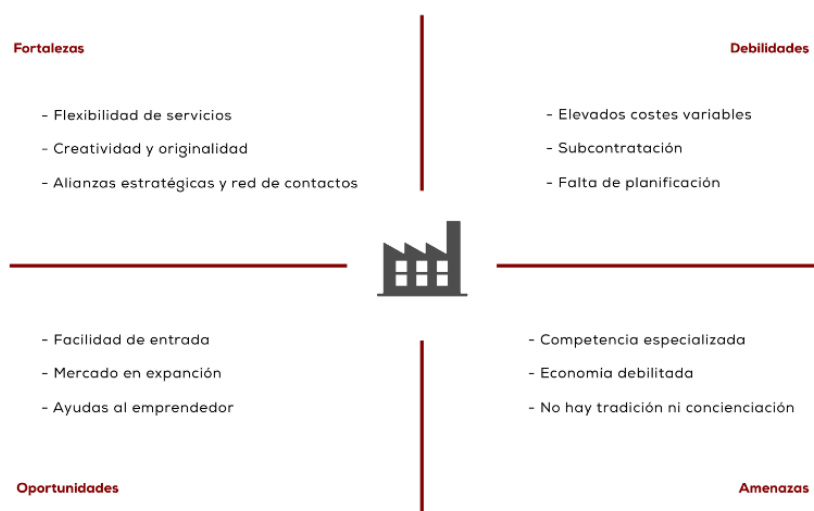 Fortalezas
- Flexibilidad de servicios
- Creatividad y originalidad
- Alianzas estratégicas y red de contactos
Debilidades
- Elevados costes variables
- Subcontratación
- Falta de planificación
- Facilidad de entrada
- Mercado en expanción
- Ayudas al emprendedor
Oportunidades
- Competencia especializada
- Economia debilitada
- No hay tradición ni concienciación
Amenazas